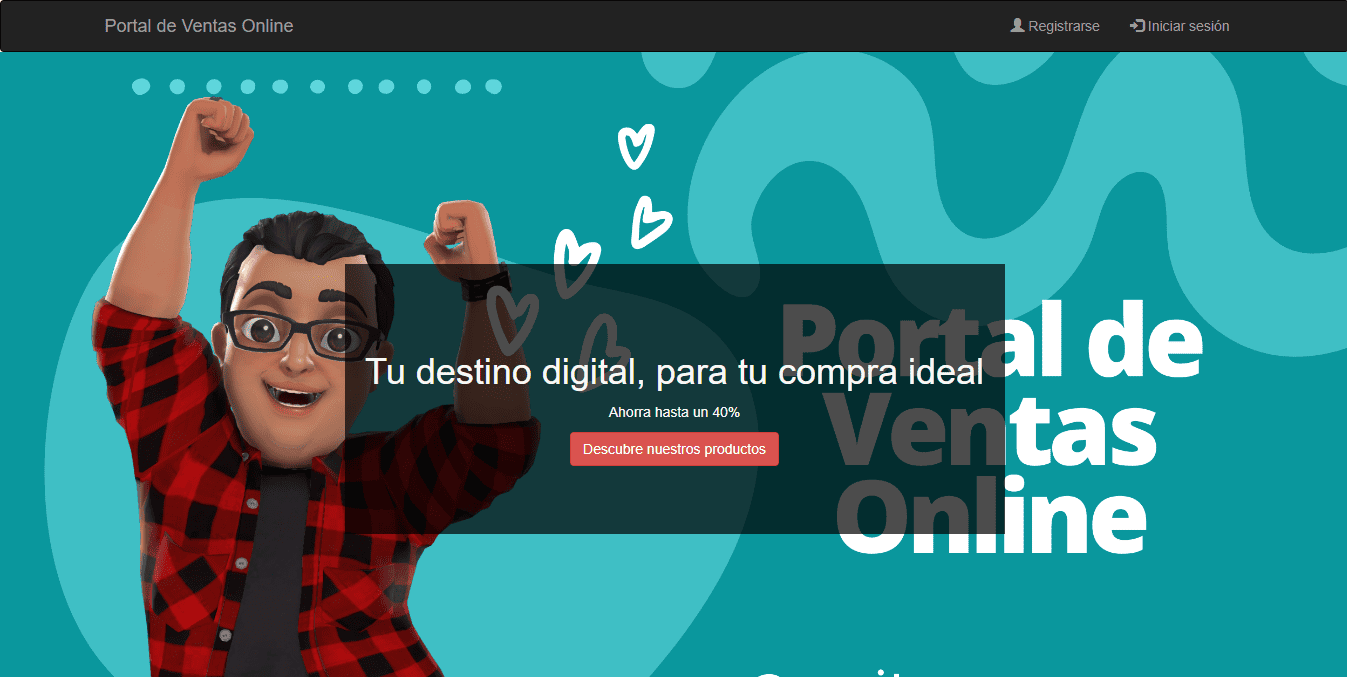 Portal de Ventas Online
Registrarse
Iniciar sesión
Portal de
Ventas
Online
Tu destino digital, para tu compra ideal
Ahorra hasta un 40%
Descubre nuestros productos